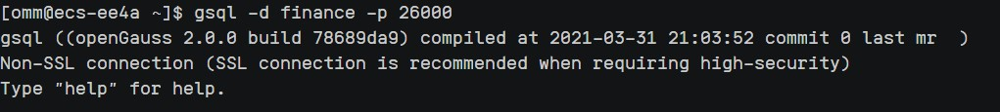 [omm@ecs-ee4a ~]$ gsql -d finance -p 26000
gsql ((openGauss 2.0.0 build 78689da9) compiled at 2021-03-31 21:03:52 commit 0 last mr  )
Non-SSL connection (SSL connection is recommended when requiring high-security)
Type "help" for help.